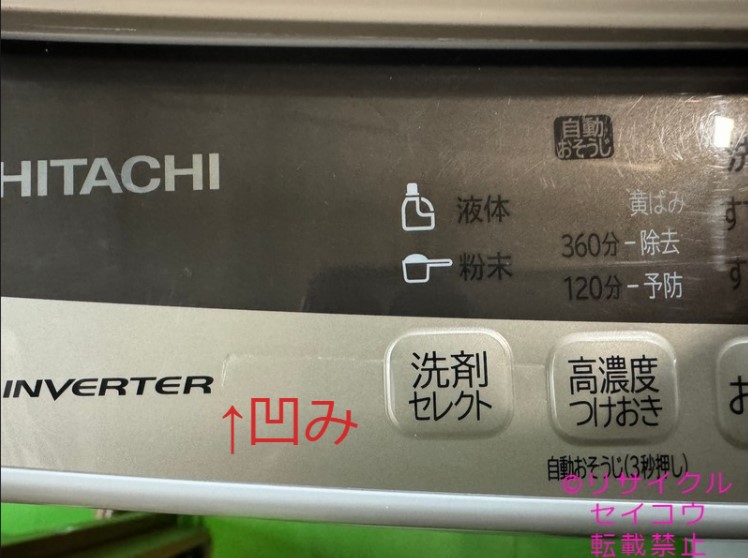 HITACHI
自動
おそうじ
液体
黄ばみ
粉末
360分-除去
120分-予防
す
す
INVERTER
洗剤
セレクト
高濃度
つけおき
お
↑凹み
自動おそうじ(3秒押し)
©リサイクル
セイコウ
転載禁止